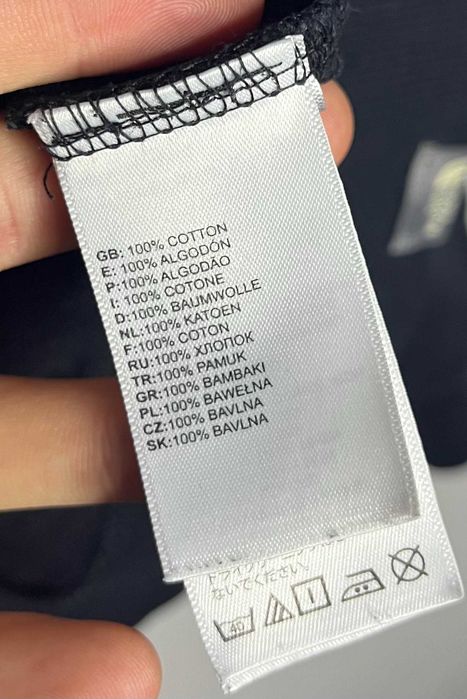 GB: 100% COTTON
E: 100% ALGODÓN
P:100% ALGODÃO
I: 100% COTONE
D:100% BAUMWOLLE
NL:100% KATOEN
F:100% COTON
RU:100% ХЛОПОК
TR:100% PAMUK
GR:100% BAMBAKI
PL:100% BAWEŁNA
CZ:100% BAVLNA
SK:100% BAVLNA
ないでください。
40